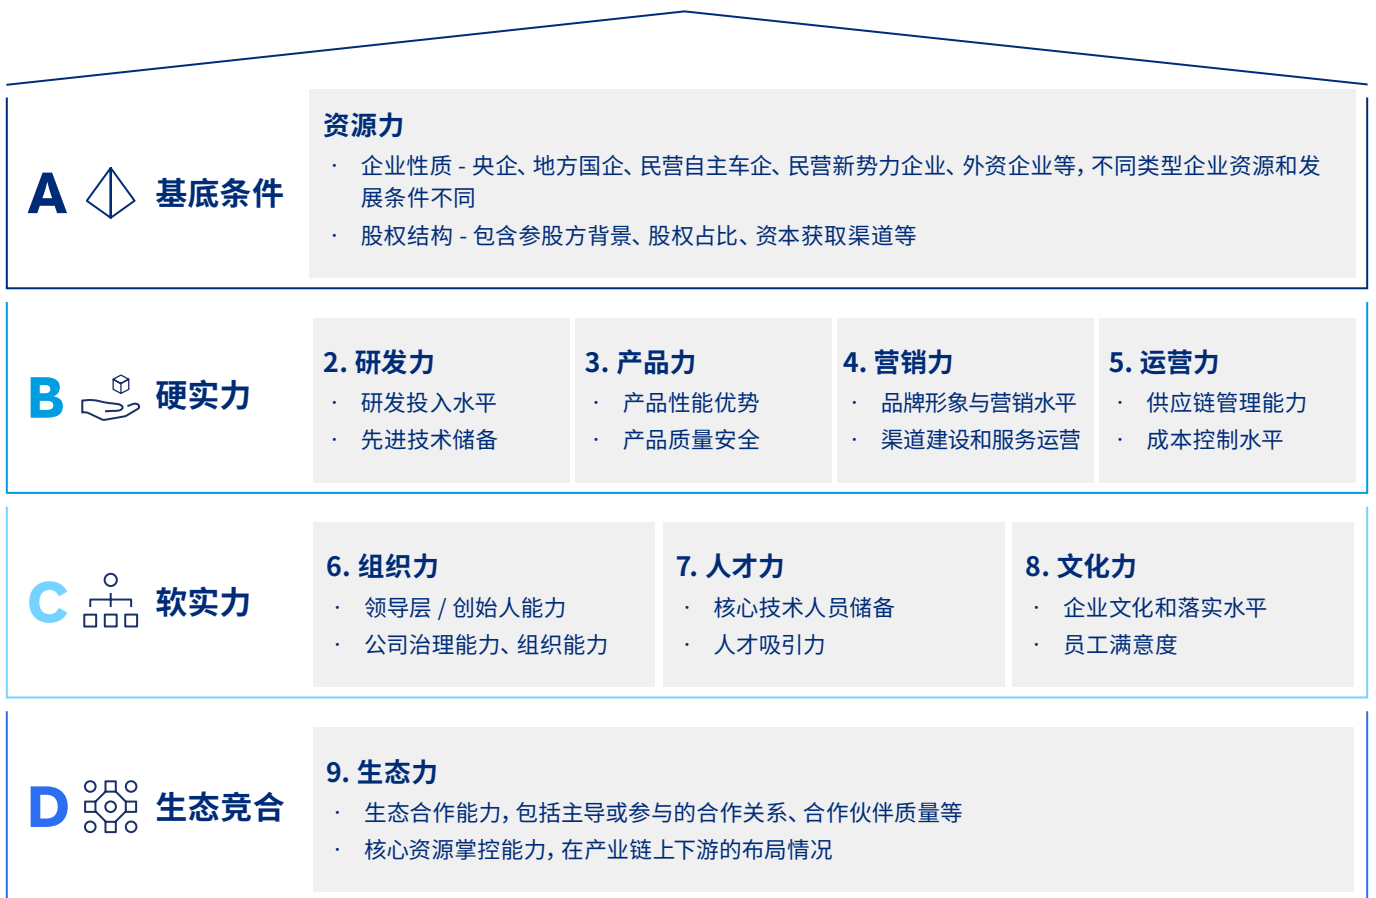 A
基底条件
资源力
· 企业性质 - 央企、地方国企、民营自主车企、民营新势力企业、外资企业等，不同类型企业资源和发
展条件不同
· 股权结构 - 包含参股方背景、股权占比、资本获取渠道等
B
硬实力
2. 研发力
· 研发投入水平
· 先进技术储备
3. 产品力
· 产品性能优势
· 产品质量安全
4. 营销力
· 品牌形象与营销水平
· 渠道建设和服务运营
5. 运营力
· 供应链管理能力
· 成本控制水平
C
软实力
6. 组织力
· 领导层 / 创始人能力
· 公司治理能力、组织能力
7. 人才力
· 核心技术人员储备
· 人才吸引力
8. 文化力
· 企业文化和落实水平
· 员工满意度
D
生态竞合
9. 生态力
· 生态合作能力，包括主导或参与的合作关系、合作伙伴质量等
· 核心资源掌控能力，在产业链上下游的布局情况